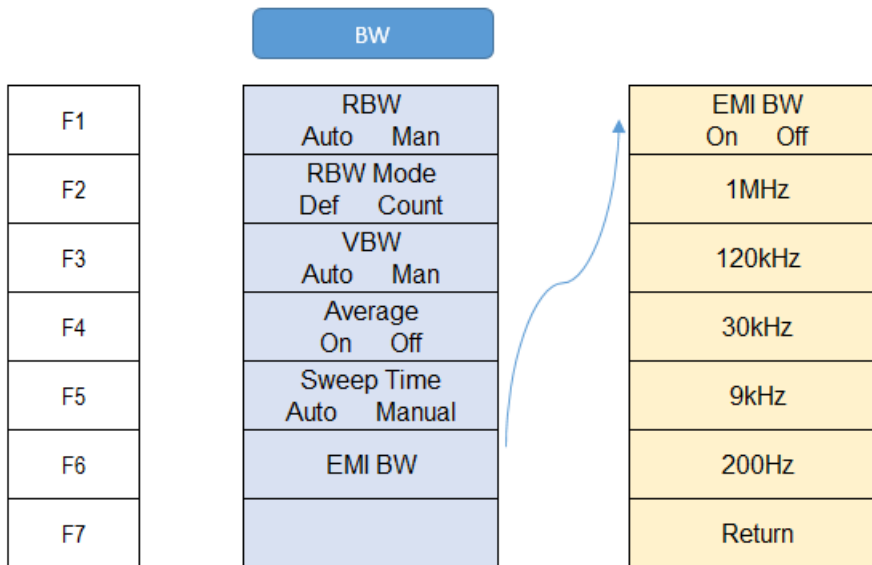 BW
F1
F2
F3
F4
F5
F6
F7
RBW
Auto Man
RBW Mode
Def Count
VBW
Auto Man
Average
On Off
Sweep Time
Auto Manual
EMI BW
EMI BW
On Off
1MHz
120kHz
30kHz
9kHz
200Hz
Return